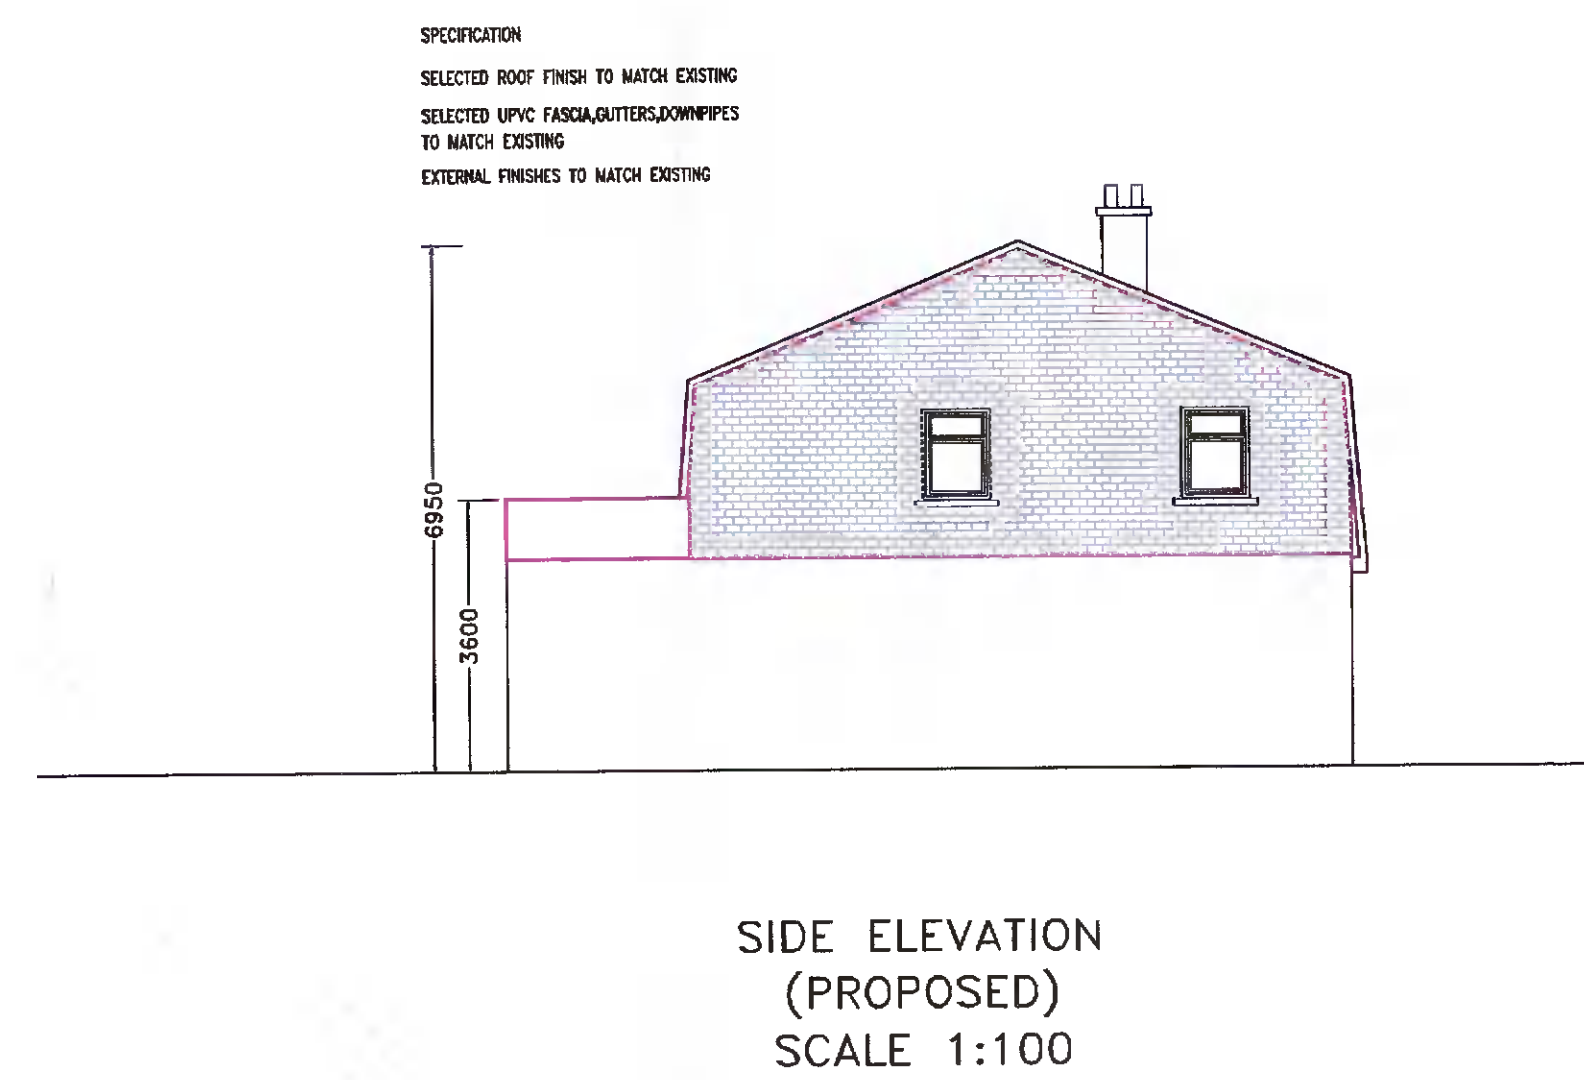 SPECIFICATION
SELECTED ROOF FINISH TO MATCH EXISTING
SELECTED UPVC FASCIA,GUTTERS,DOWNPIPES
TO MATCH EXISTING
EXTERNAL FINISHES TO MATCH EXISTING
6950
3600
SIDE ELEVATION
(PROPOSED)
SCALE 1:100